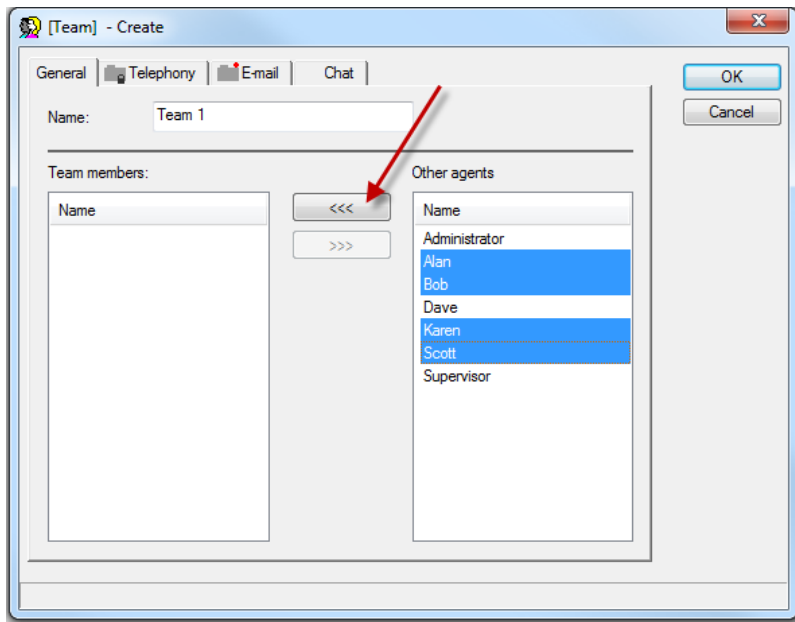 [Team] - Create
General Telephony E-mail Chat
OK
Name: Team 1
Cancel
Team members:
Other agents
Name
<<<
>>>
Name
Administrator
Alan
Bob
Dave
Karen
Scott
Supervisor